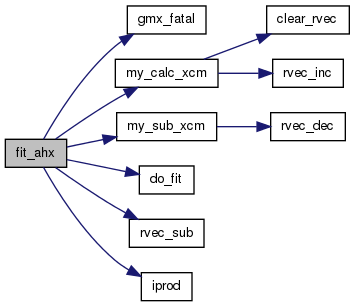 fit_ahx
gmx_fatal
my_calc_xcm
clear_rvec
rvec_inc
my_sub_xcm
rvec_dec
do_fit
rvec_sub
iprod